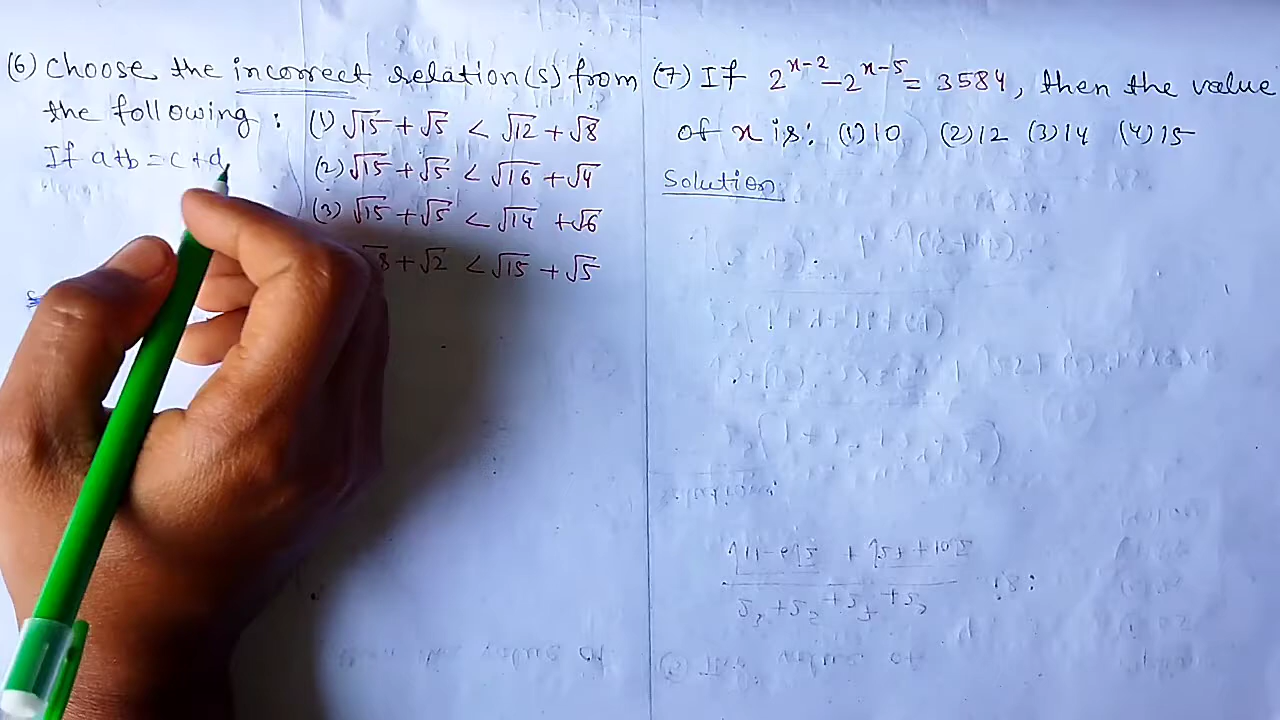 (6) Choose the incorrect relation(s) from
the following: (1) √15 + √5 < √12 + √8
If a+b = c+d
(2) √15 + √5 < √16 + √4
(3) √15 + √5 < √14 + √6
√8 + √2 < √15 + √5
(7) If 2^{x-2} - 2^{x-5} = 3584, then the value
of x is: (1) 10 (2) 12 (3) 14 (4) 15
Solution: